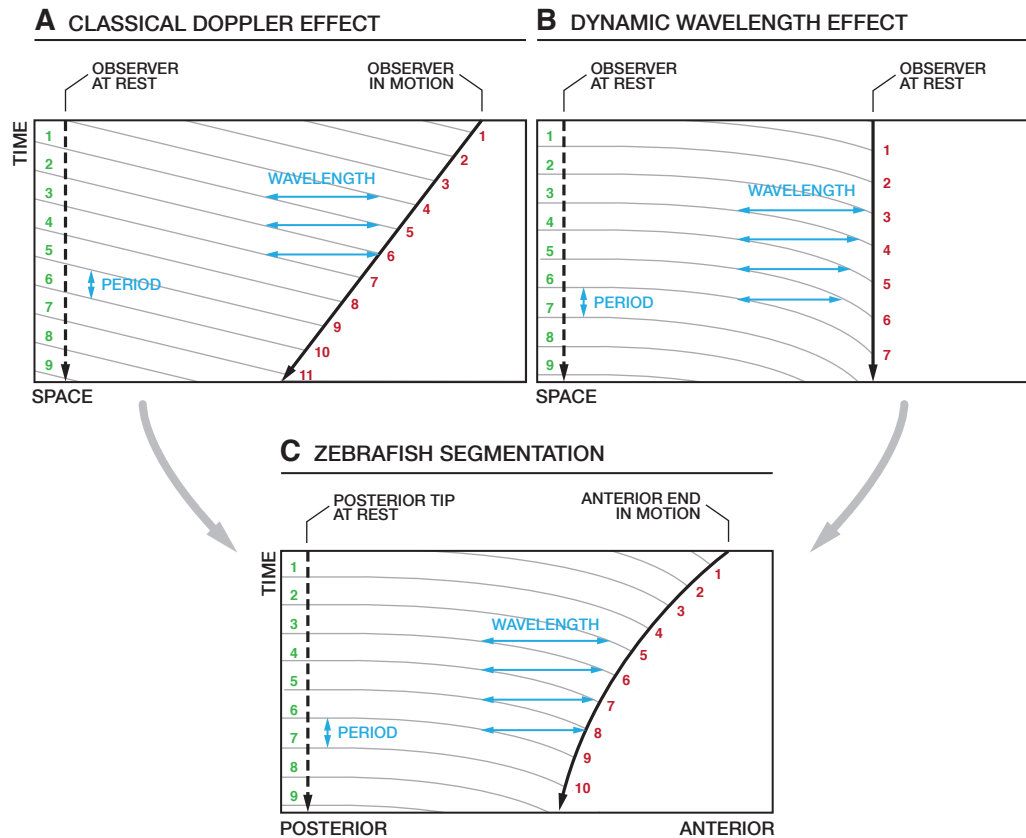 A CLASSICAL DOPPLER EFFECT
OBSERVER
AT REST
OBSERVER
IN MOTION
TIME
1
2
3
4
5
6
7
8
9
WAVELENGTH
PERIOD
1
2
3
4
5
6
7
8
9
10
11
SPACE
B DYNAMIC WAVELENGTH EFFECT
OBSERVER
AT REST
OBSERVER
AT REST
TIME
1
2
3
4
5
6
7
8
9
WAVELENGTH
PERIOD
1
2
3
4
5
6
7
SPACE
C ZEBRAFISH SEGMENTATION
POSTERIOR TIP
AT REST
ANTERIOR END
IN MOTION
TIME
1
2
3
4
5
6
7
8
9
WAVELENGTH
PERIOD
1
2
3
4
5
6
7
8
9
10
POSTERIOR
ANTERIOR